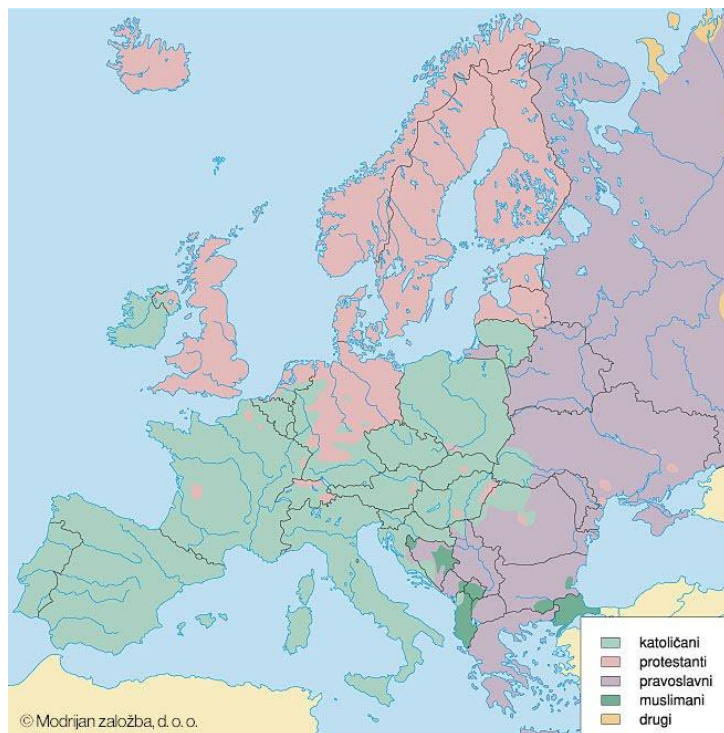 katoličani
protestanti
pravoslavni
muslimani
drugi
© Modrijan založba, d. o. o.